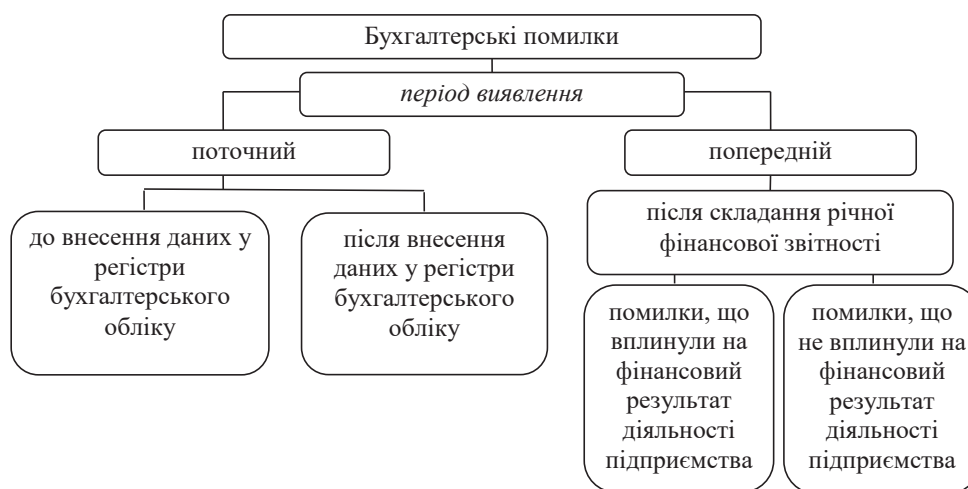 Бухгалтерські помилки
період виявлення
поточний
попередній
до внесення даних у
регістри
бухгалтерського
обліку
після внесення
даних у регістри
бухгалтерського
обліку
після складання річної
фінансової звітності
помилки, що
вплинули на
фінансовий
результат
діяльності
підприємства
помилки, що
не вплинули на
фінансовий
результат
діяльності
підприємства